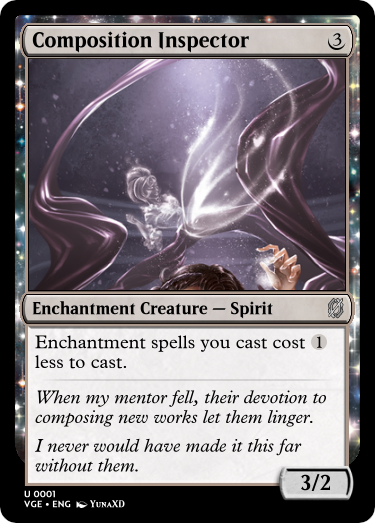 Composition Inspector 3
Enchantment Creature — Spirit
Enchantment spells you cast cost 1
less to cast.
When my mentor fell, their devotion to
composing new works let them linger.
I never would have made it this far
without them.
3/2
U 0001
VGE • ENG YunaXD